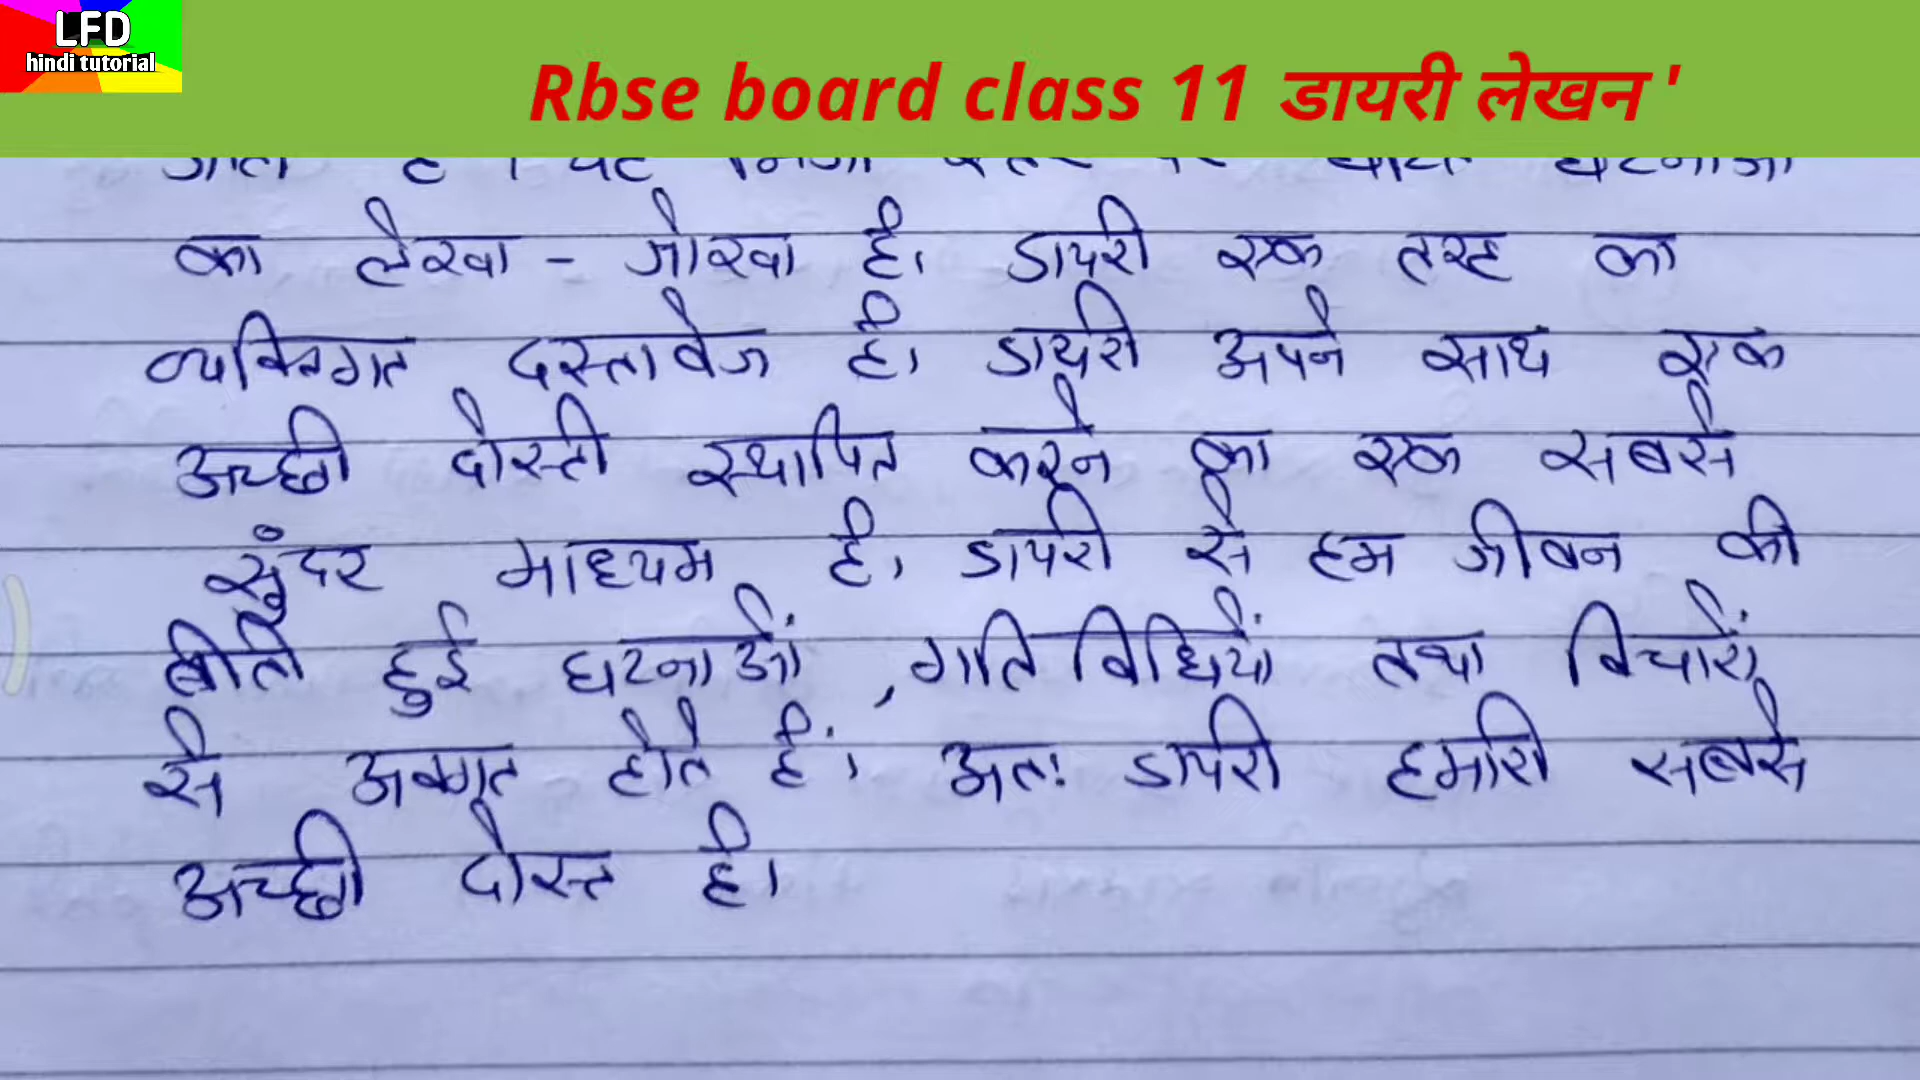 LFD
hindi tutorial
Rbse board class 11 डायरी लेखन '
का लेखा - जोखा है। डायरी एक तरह का
व्यक्तिगत दस्तावेज है। डायरी अपने साथ एक
अच्छी दोस्ती स्थापित करने का एक सबसे
सुंदर माध्यम है। डायरी से हम जीवन की
बीती हुई घटनाओं , गतिविधियों तथा विचारों
से अवगत होते हैं। अतः डायरी हमारी सबसे
अच्छी दोस्त है।